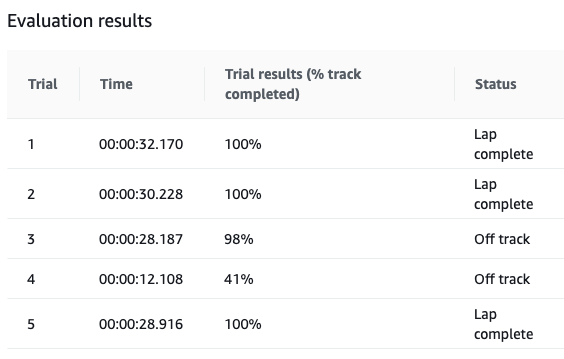 Evaluation results
Trial Time Trial results (% track completed) Status
1 00:00:32.170 100% Lap complete
2 00:00:30.228 100% Lap complete
3 00:00:28.187 98% Off track
4 00:00:12.108 41% Off track
5 00:00:28.916 100% Lap complete